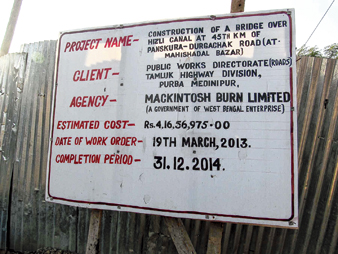 PROJECT NAME- CONSTRUCTION OF A BRIDGE OVER
HIZLI CANAL AT 45TH KM OF
PANSKURA-DURGACHAK ROAD (AT-
MAHISHADAL BAZAR)
CLIENT- PUBLIC WORKS DIRECTORATE (ROADS)
TAMLUK HIGHWAY DIVISION.,
PURBA MEDINIPUR,
AGENCY- MACKINTOSH BURN LIMITED
(A GOVERNMENT OF WEST BENGAL ENTERPRISE)
ESTIMATED COST- Rs.4,16,36,975-00
DATE OF WORK ORDER- 19TH MARCH, 2013.
COMPLETION PERIOD- 31.12.2014.